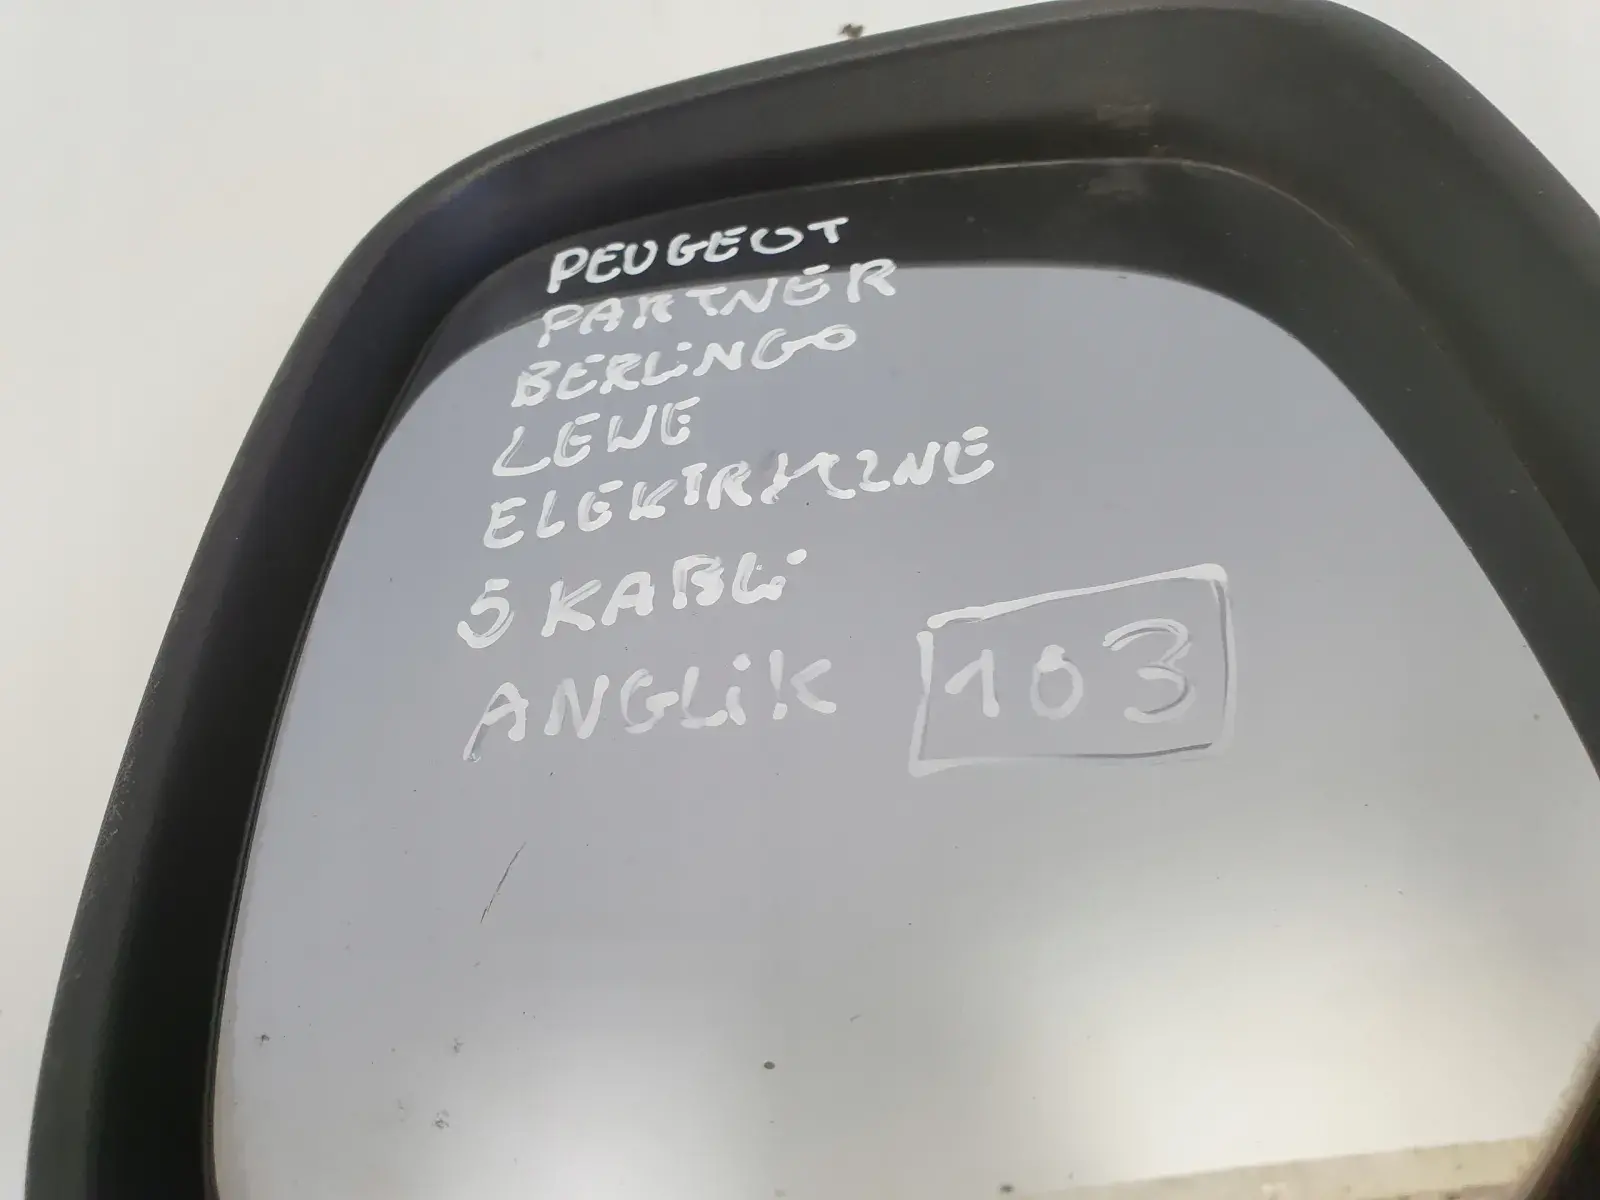 PEUGEOT
PARTNER
BERLINGO
LEWE
ELEKTRYCZNE
5 KABLI
ANGLIK 103